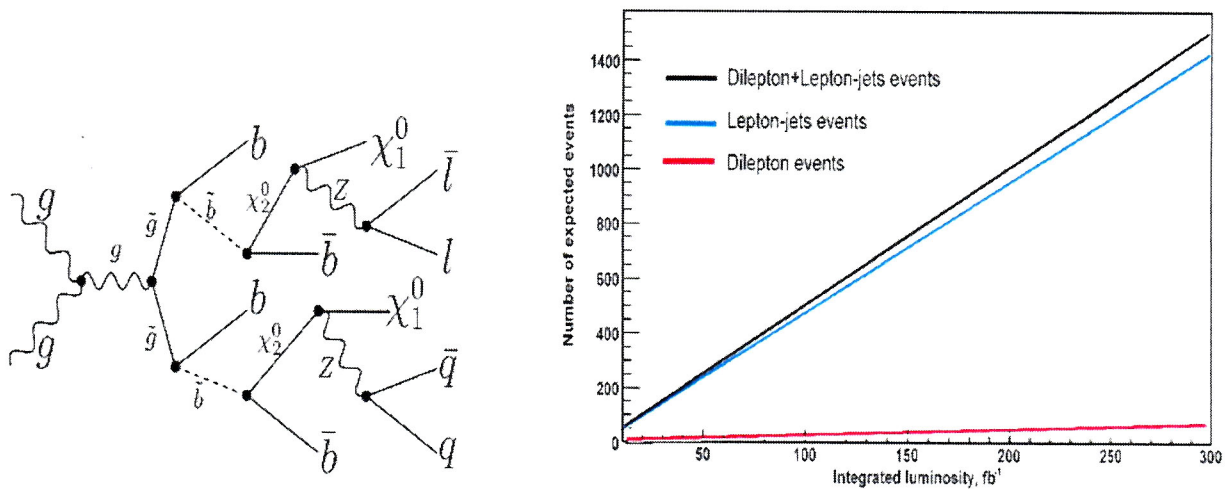 g
g
g
g̃
g̃
b
b̃
χ₂⁰
b̄
χ₁⁰
Z
l̄
l
b
b̃
χ₂⁰
b̄
χ₁⁰
Z
q̄
q
Number of expected events
1400
1200
1000
800
600
400
200
0
Dilepton+Lepton-jets events
Lepton-jets events
Dilepton events
50 100 150 200 250 300
Integrated luminosity, fb⁻¹